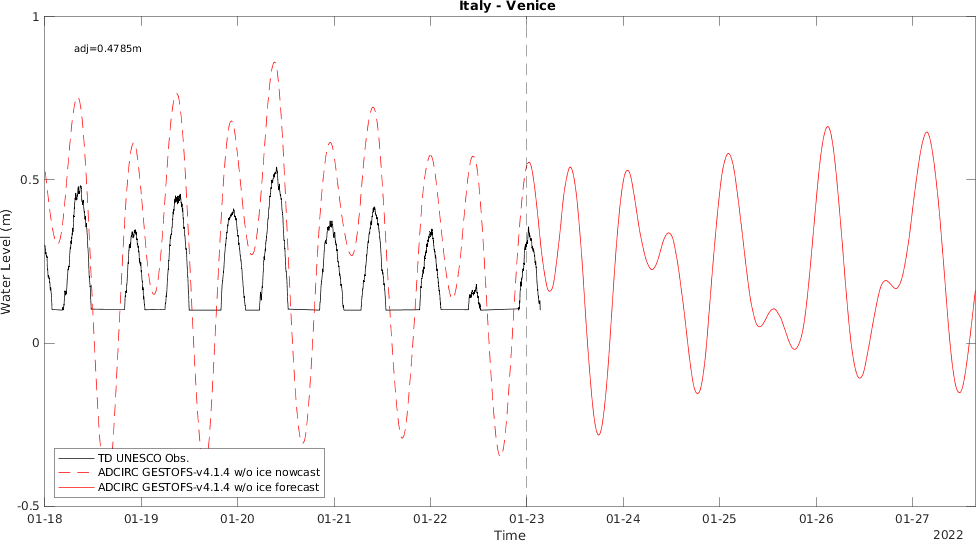 Italy - Venice
adj=0.4785m
1
0.5
0
-0.5
Water Level (m)
TD UNESCO Obs.
ADCIRC GESTOFS-v4.1.4 w/o ice nowcast
ADCIRC GESTOFS-v4.1.4 w/o ice forecast
01-18 01-19 01-20 01-21 01-22 01-23 01-24 01-25 01-26 01-27
Time
2022